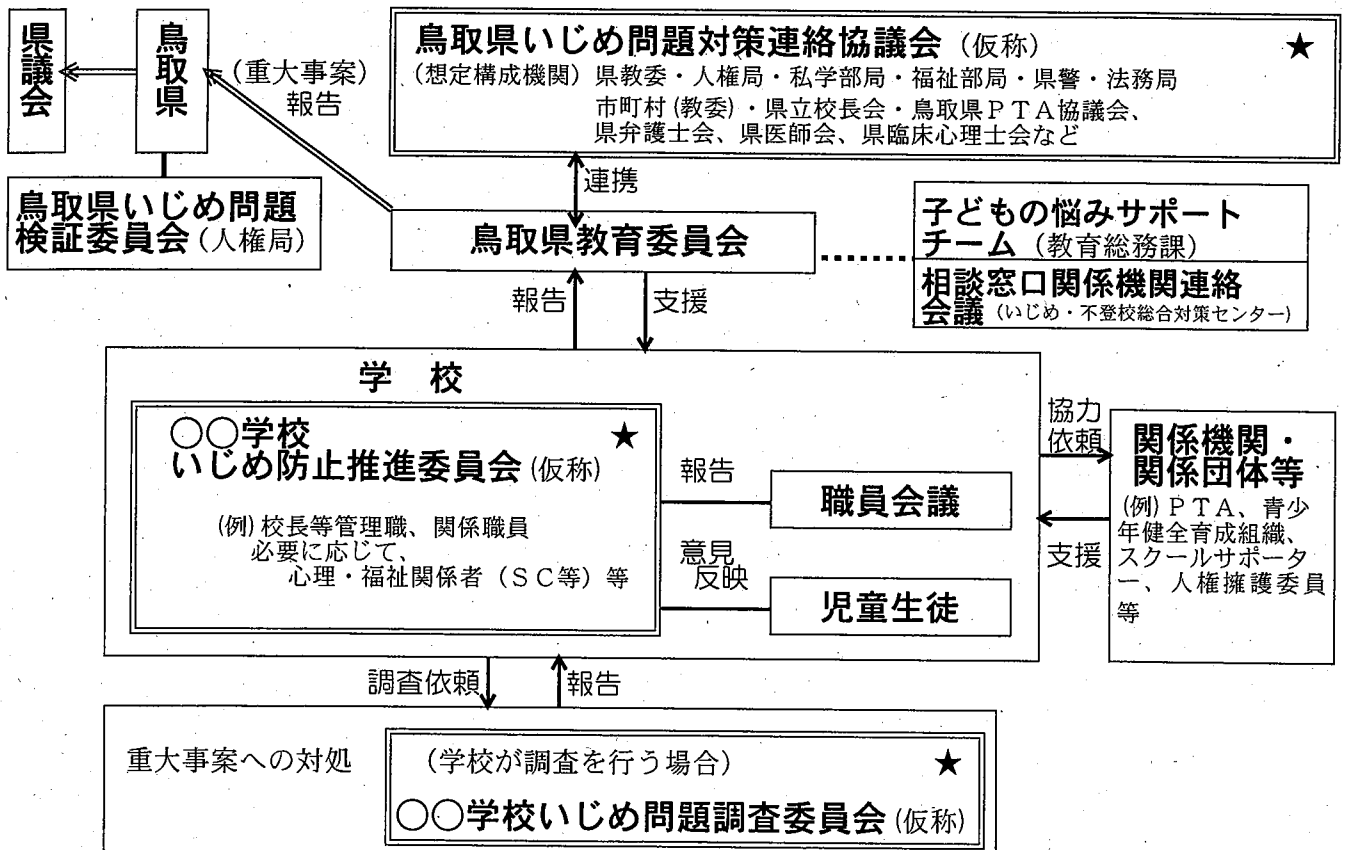 県議会
鳥取県
(重大事案)
報告
鳥取県いじめ問題
検証委員会(人権局)
鳥取県いじめ問題対策連絡協議会(仮称) ★
(想定構成機関)県教委・人権局・私学部局・福祉部局・県警・法務局
市町村(教委)・県立校長会・鳥取県PTA協議会、
県弁護士会、県医師会、県臨床心理士会など
連携
鳥取県教育委員会
子どもの悩みサポート
チーム(教育総務課)
相談窓口関係機関連絡
会議(いじめ・不登校総合対策センター)
報告
支援
学 校
○○学校 ★
いじめ防止推進委員会(仮称)
(例)校長等管理職、関係職員
必要に応じて、
心理・福祉関係者(SC等)等
報告
職員会議
意見
反映
児童生徒
協力
依頼
支援
関係機関・
関係団体等
(例)PTA、青少
年健全育成組織、
スクールサポータ
ー、人権擁護委員
等
調査依頼
報告
重大事案への対処
(学校が調査を行う場合) ★
○○学校いじめ問題調査委員会(仮称)